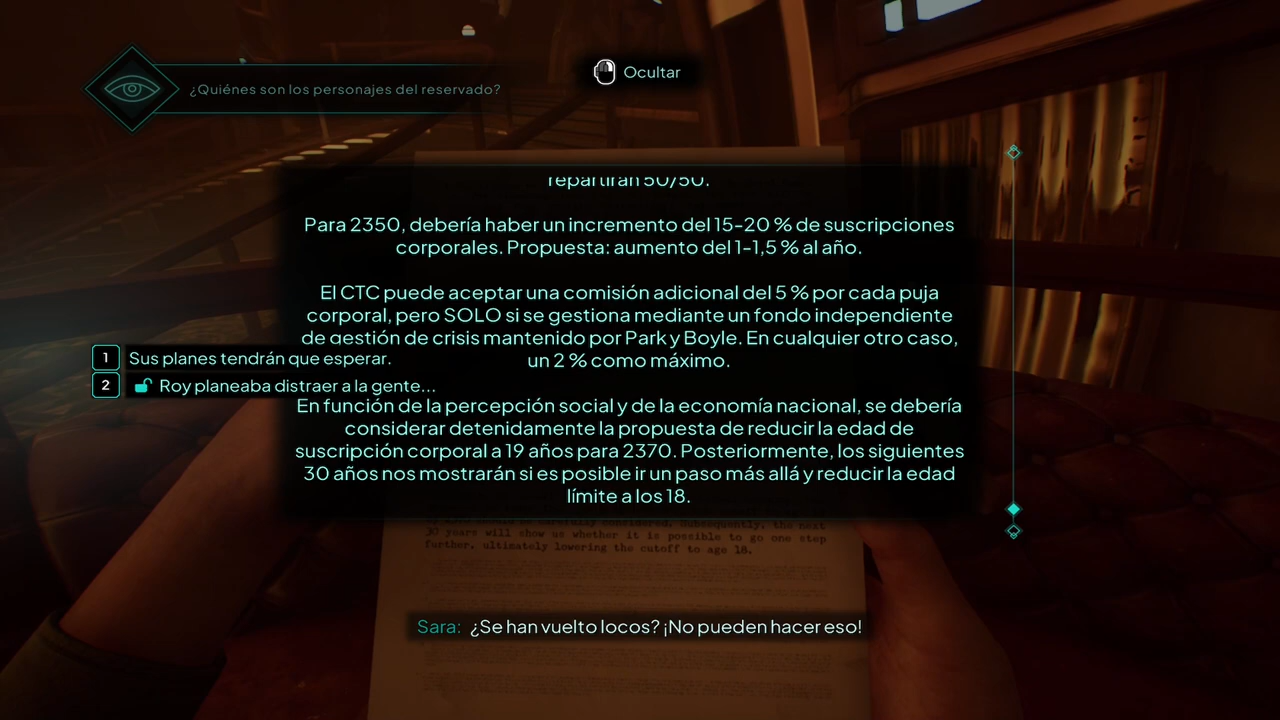 Ocultar
¿Quiénes son los personajes del reservado?
repartirán 50/50.
Para 2350, debería haber un incremento del 15-20 % de suscripciones
corporales. Propuesta: aumento del 1-1,5 % al año.
El CTC puede aceptar una comisión adicional del 5 % por cada puja
corporal, pero SOLO si se gestiona mediante un fondo independiente
de gestión de crisis mantenido por Park y Boyle. En cualquier otro caso,
un 2 % como máximo.
1 Sus planes tendrán que esperar.
2 Roy planeaba distraer a la gente...
En función de la percepción social y de la economía nacional, se debería
considerar detenidamente la propuesta de reducir la edad de
suscripción corporal a 19 años para 2370. Posteriormente, los siguientes
30 años nos mostrarán si es posible ir un paso más allá y reducir la edad
límite a los 18.
carefully considered. Subsequently, the next
30 years will show us whether it is possible to go one step
further, ultimately lowering the cutoff to age 18.
Sara: ¿Se han vuelto locos? ¡No pueden hacer eso!